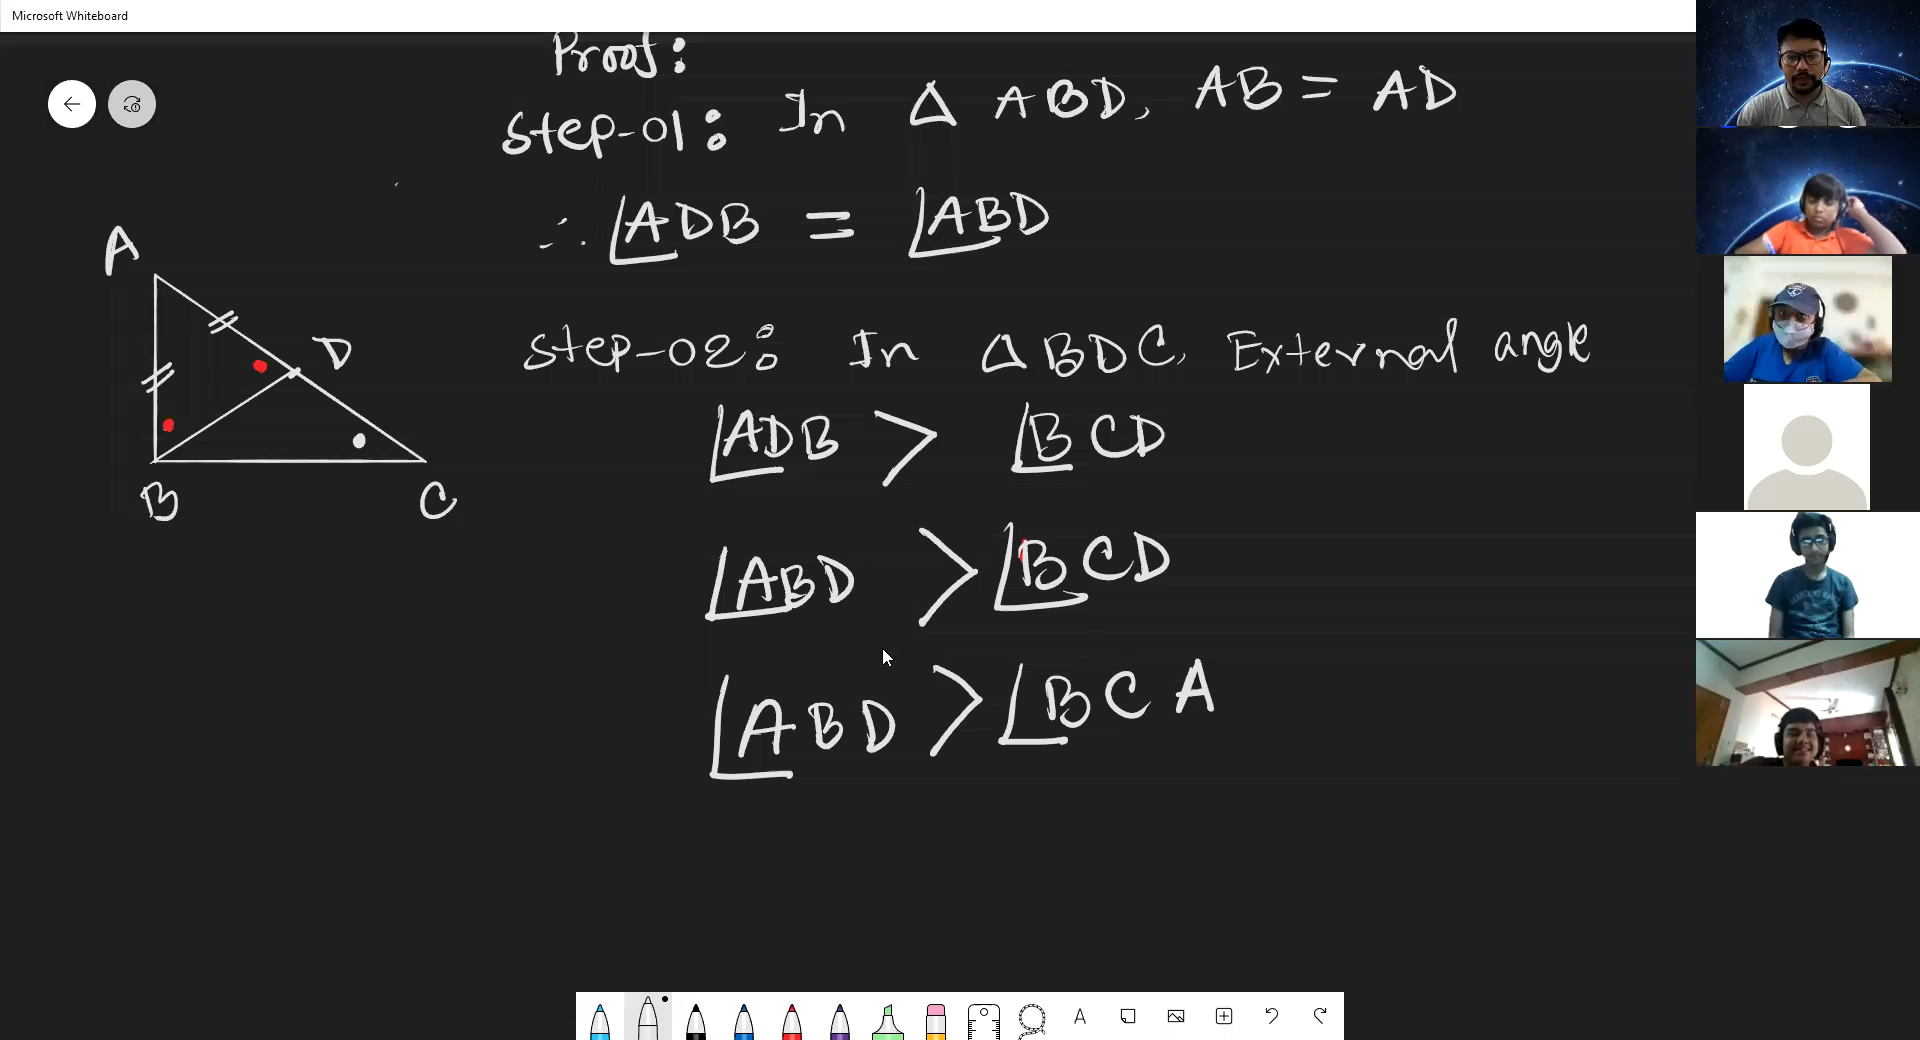 Microsoft Whiteboard
Proof:
Step-01: In Δ ABD, AB = AD
∴ ∠ADB = ∠ABD
A
D
B
C
Step-02: In ΔBDC, External angle
∠ADB > ∠BCD
∠ABD > ∠BCD
∠ABD > ∠BCA
A